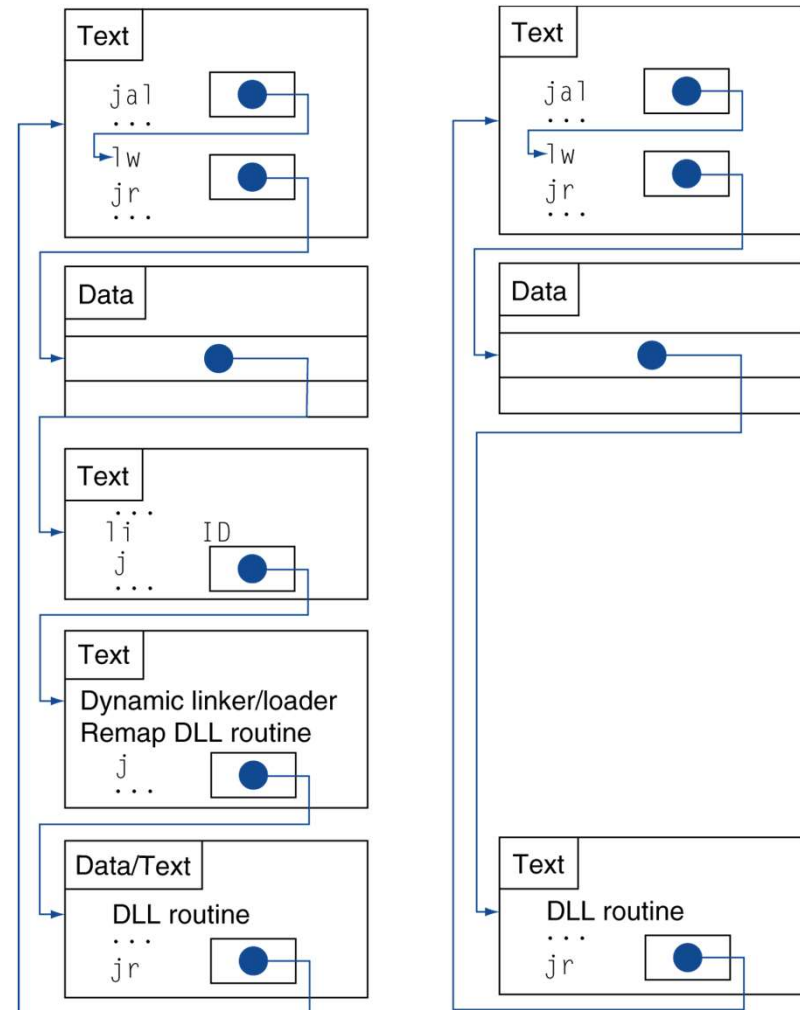 Text
jal
...
lw
jr
...
Data
Text
...
li ID
j
...
Text
Dynamic linker/loader
Remap DLL routine
j
...
Data/Text
DLL routine
...
jr
Text
jal
...
lw
jr
...
Data
Text
DLL routine
...
jr